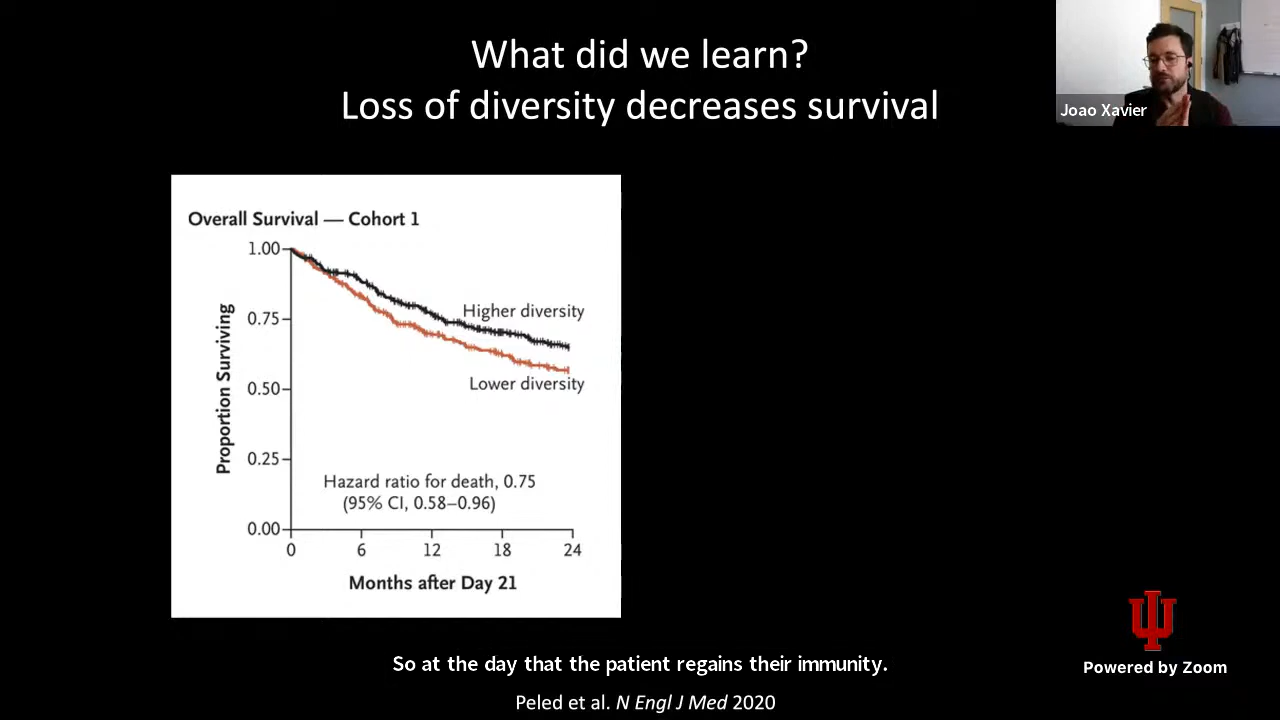 What did we learn?
Loss of diversity decreases survival
Joao Xavier
Overall Survival — Cohort 1
1.00
Higher diversity
0.75
Lower diversity
0.50
0.25
Hazard ratio for death, 0.75
(95% CI, 0.58–0.96)
0.00
Proportion Surviving
0 6 12 18 24
Months after Day 21
So at the day that the patient regains their immunity.
Powered by Zoom
Peled et al. N Engl J Med 2020